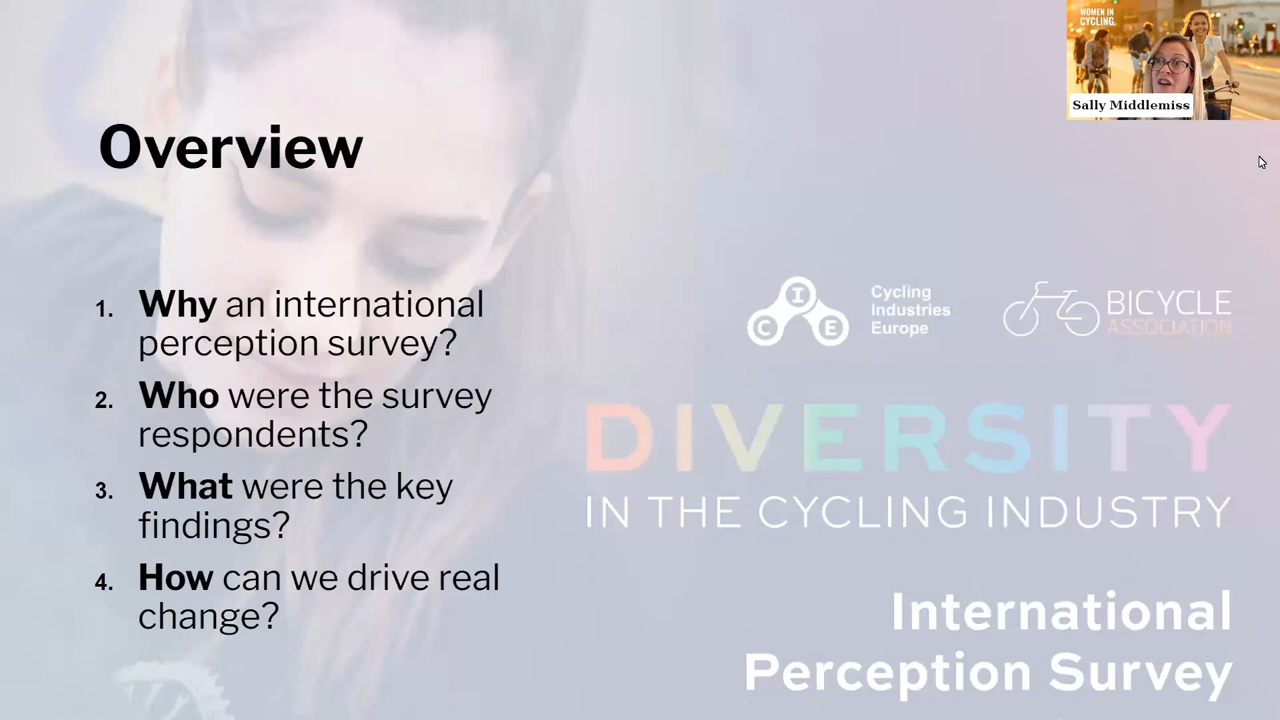 WOMEN IN
CYCLING.
Sally Middlemiss
Overview
1. Why an international
perception survey?
2. Who were the survey
respondents?
3. What were the key
findings?
4. How can we drive real
change?
C I E
Cycling
Industries
Europe
BICYCLE
ASSOCIATION
DIVERSITY
IN THE CYCLING INDUSTRY
International
Perception Survey